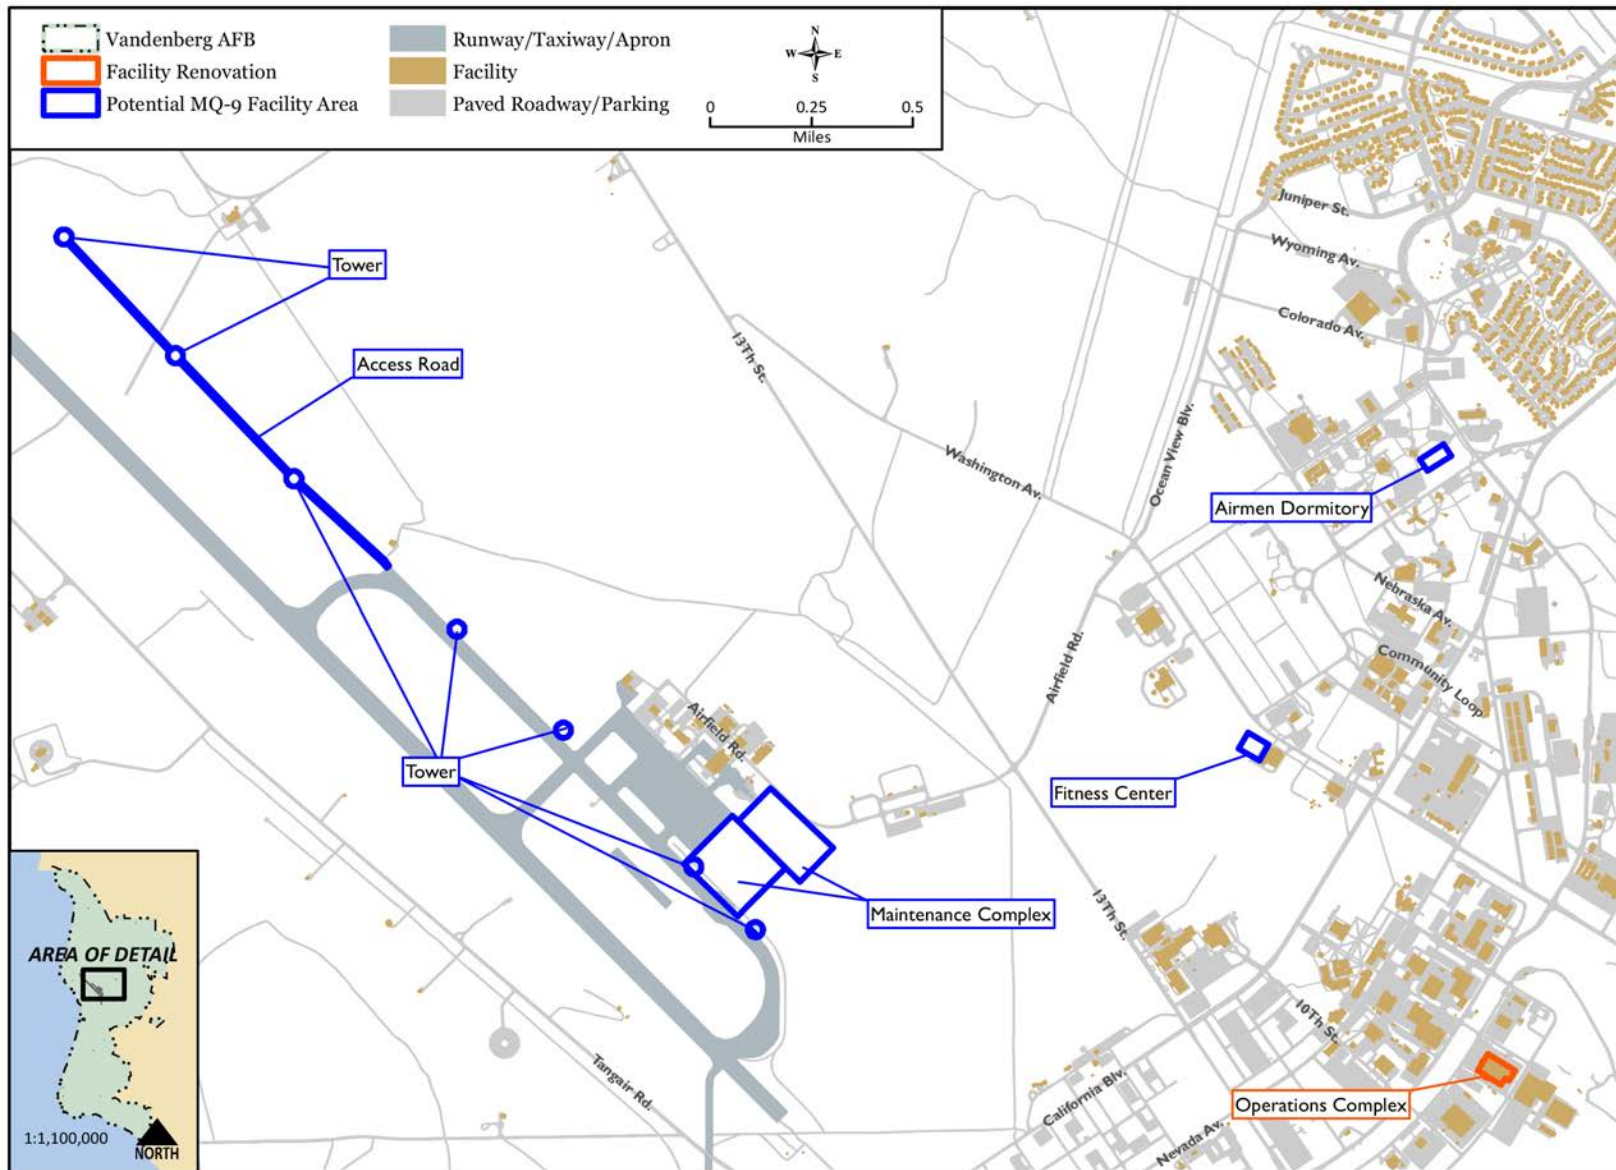 Vandenberg AFB
Facility Renovation
Potential MQ-9 Facility Area
Runway/Taxiway/Apron
Facility
Paved Roadway/Parking
N
W E
S
0 0.25 0.5
Miles
Juniper St.
Wyoming Av.
Colorado Av.
Tower
Access Road
13Th St.
Washington Av.
Ocean View Blv.
Airmen Dormitory
Nebraska Av.
Community Loop
Airfield Rd.
Airfield Rd.
Tower
Fitness Center
Maintenance Complex
13Th St.
10Th St.
Tangair Rd.
California Blv.
Nevada Av.
Operations Complex
AREA OF DETAIL
1:1,100,000
NORTH